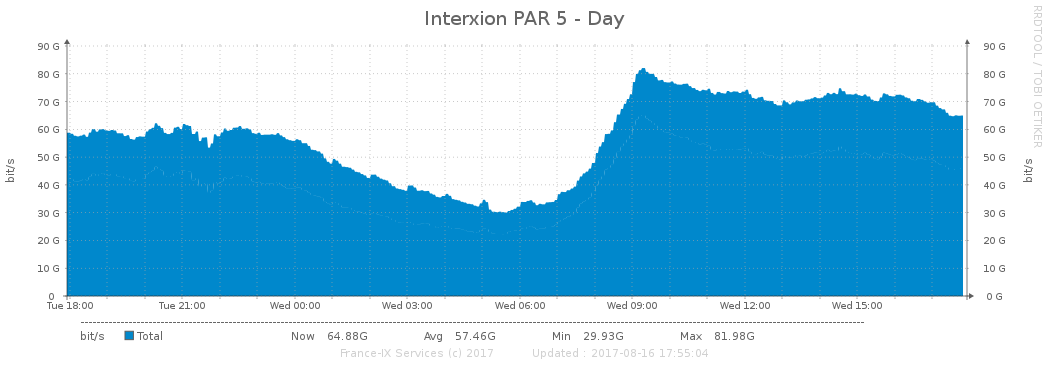 Interxion PAR 5 - Day
RRDTOOL / TOBI OETIKER
90 G 90 G
80 G 80 G
70 G 70 G
60 G 60 G
50 G 50 G
40 G 40 G
30 G 30 G
20 G 20 G
10 G 10 G
0 0 G
bit/s
bit/s
Tue 18:00 Tue 21:00 Wed 00:00 Wed 03:00 Wed 06:00 Wed 09:00 Wed 12:00 Wed 15:00
bit/s Total Now 64.88G Avg 57.46G Min 29.93G Max 81.98G
France-IX Services (c) 2017 Updated : 2017-08-16 17:55:04